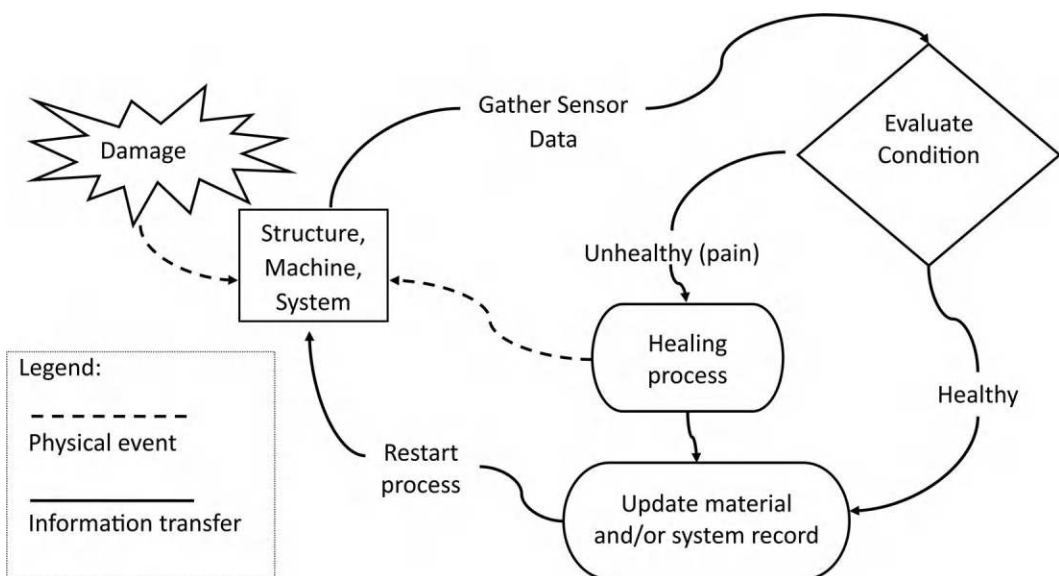 Damage
Gather Sensor
Data
Evaluate
Condition
Structure,
Machine,
System
Unhealthy (pain)
Healing
process
Healthy
Legend:
Physical event
Information transfer
Restart
process
Update material
and/or system record